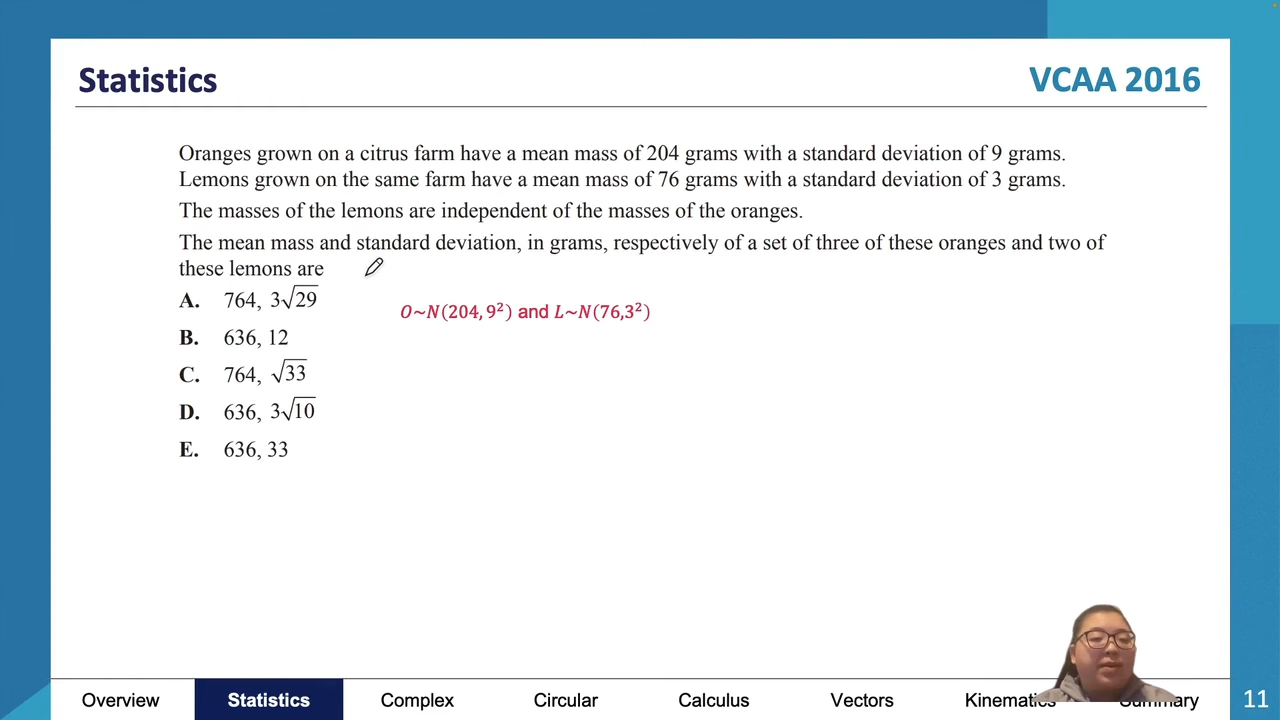 Statistics
VCAA 2016
Oranges grown on a citrus farm have a mean mass of 204 grams with a standard deviation of 9 grams.
Lemons grown on the same farm have a mean mass of 76 grams with a standard deviation of 3 grams.
The masses of the lemons are independent of the masses of the oranges.
The mean mass and standard deviation, in grams, respectively of a set of three of these oranges and two of
these lemons are
A. 764, 3√29
O~N(204, 9²) and L~N(76,3²)
B. 636, 12
C. 764, √33
D. 636, 3√10
E. 636, 33
Overview Statistics Complex Circular Calculus Vectors Kinematics Summary 11